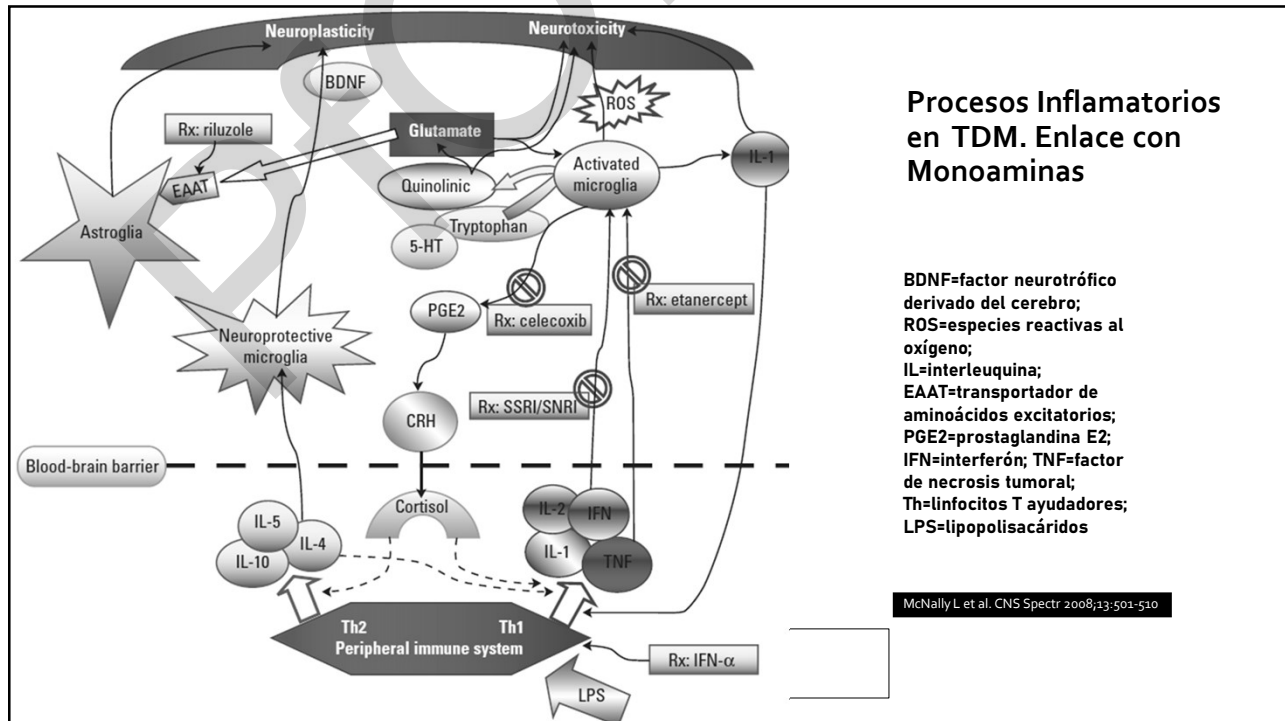 Neuroplasticity
Neurotoxicity
BDNF
ROS
Rx: riluzole
Glutamate
IL-1
EAAT
Quinolinic
Activated
microglia
Astroglia
Tryptophan
5-HT
PGE2
Rx: celecoxib
Rx: etanercept
Neuroprotective
microglia
CRH
Rx: SSRI/SNRI
Blood-brain barrier
Cortisol
IL-5
IL-4
IL-10
IL-2
IFN
IL-1
TNF
Th2
Th1
Peripheral immune system
Rx: IFN-α
LPS
Procesos Inflamatorios
en TDM. Enlace con
Monoaminas
BDNF=factor neurotrófico
derivado del cerebro;
ROS=especies reactivas al
oxígeno;
IL=interleuquina;
EAAT=transportador de
aminoácidos excitatorios;
PGE2=prostaglandina E2;
IFN=interferón; TNF=factor
de necrosis tumoral;
Th=linfocitos T ayudadores;
LPS=lipopolisacáridos
McNally L et al. CNS Spectr 2008;13:501-510